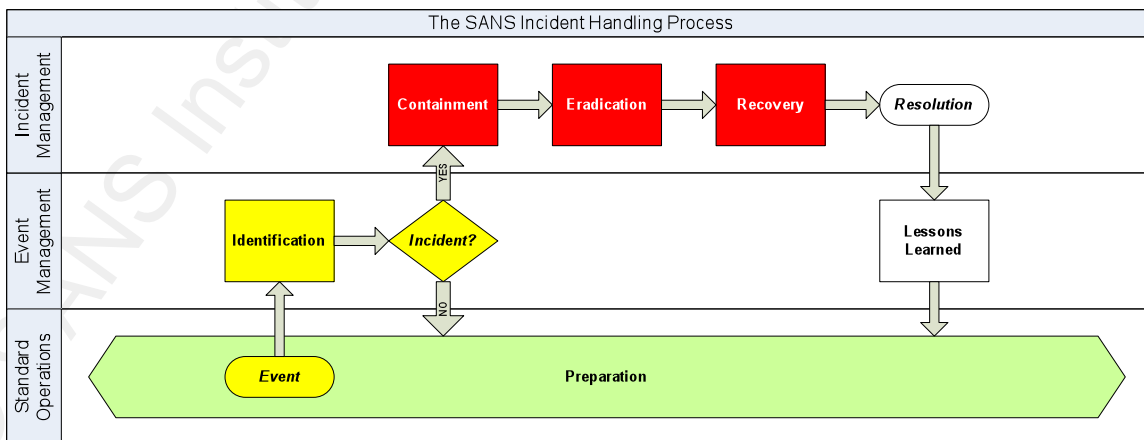 The SANS Incident Handling Process
Incident
Management
Containment
Eradication
Recovery
Resolution
YES
Event
Management
Identification
Incident?
Lessons
Learned
NO
Standard
Operations
Event
Preparation